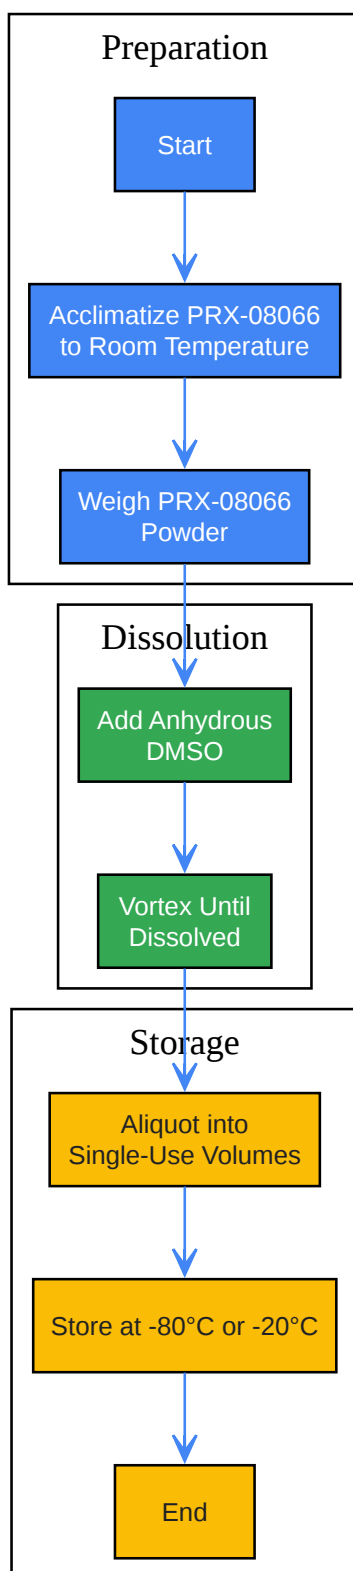 Preparation
Start
Acclimatize PRX-08066
to Room Temperature
Weigh PRX-08066
Powder
Dissolution
Add Anhydrous
DMSO
Vortex Until
Dissolved
Storage
Aliquot into
Single-Use Volumes
Store at -80°C or -20°C
End